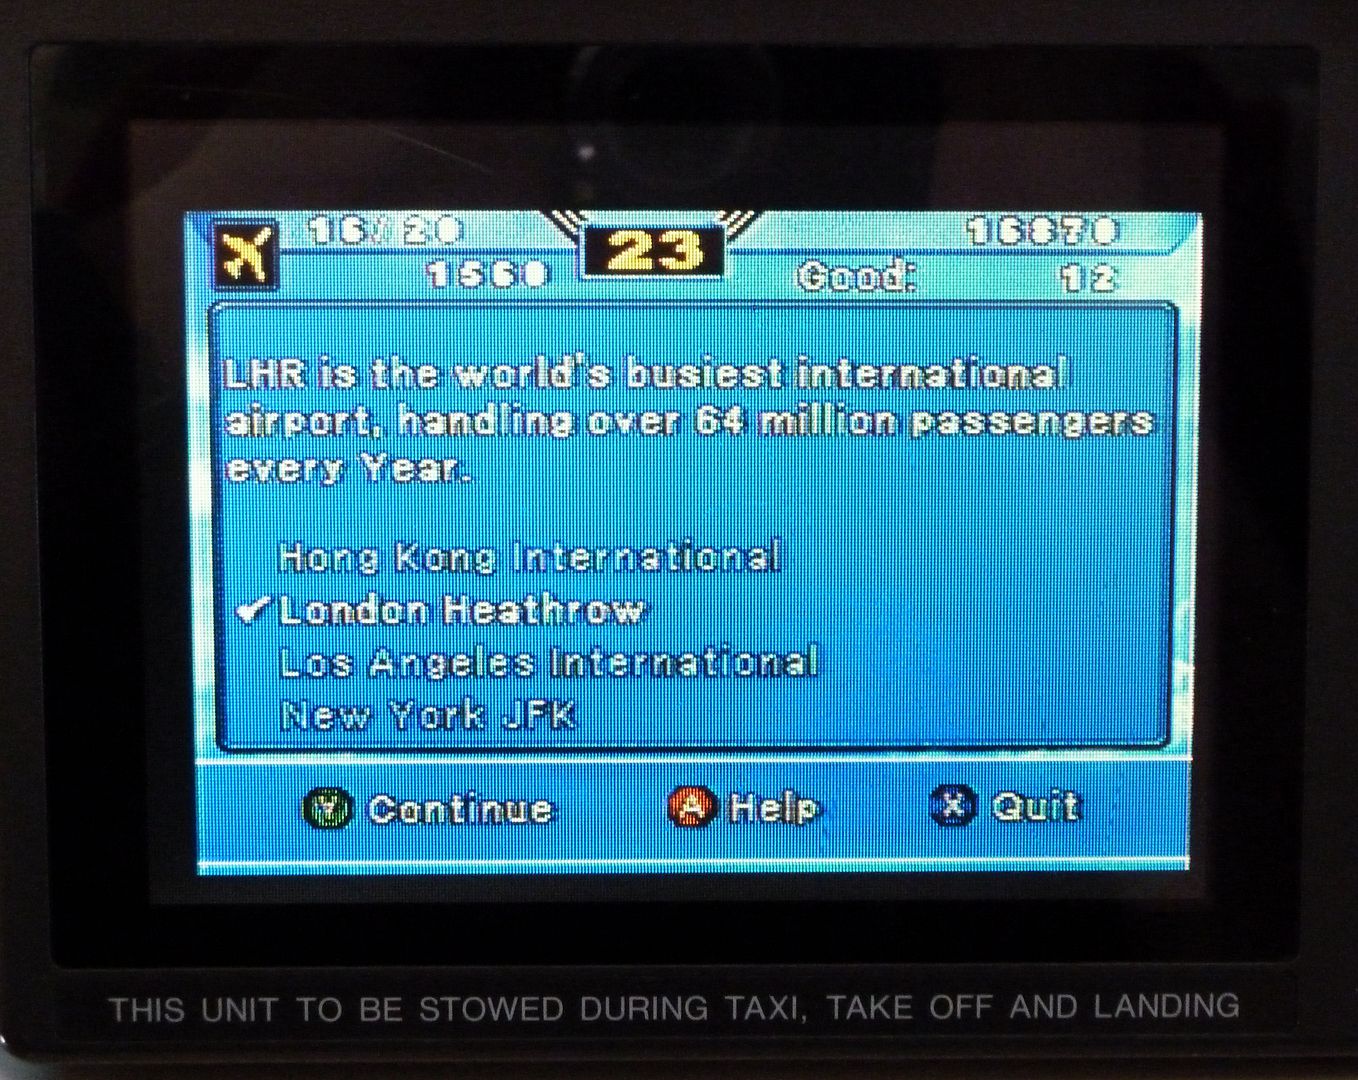 16/20 23 16870
1560 Good: 12
LHR is the world's busiest international
airport, handling over 64 million passengers
every Year.
Hong Kong International
✔London Heathrow
Los Angeles International
New York JFK
Y Continue A Help X Quit
THIS UNIT TO BE STOWED DURING TAXI, TAKE OFF AND LANDING